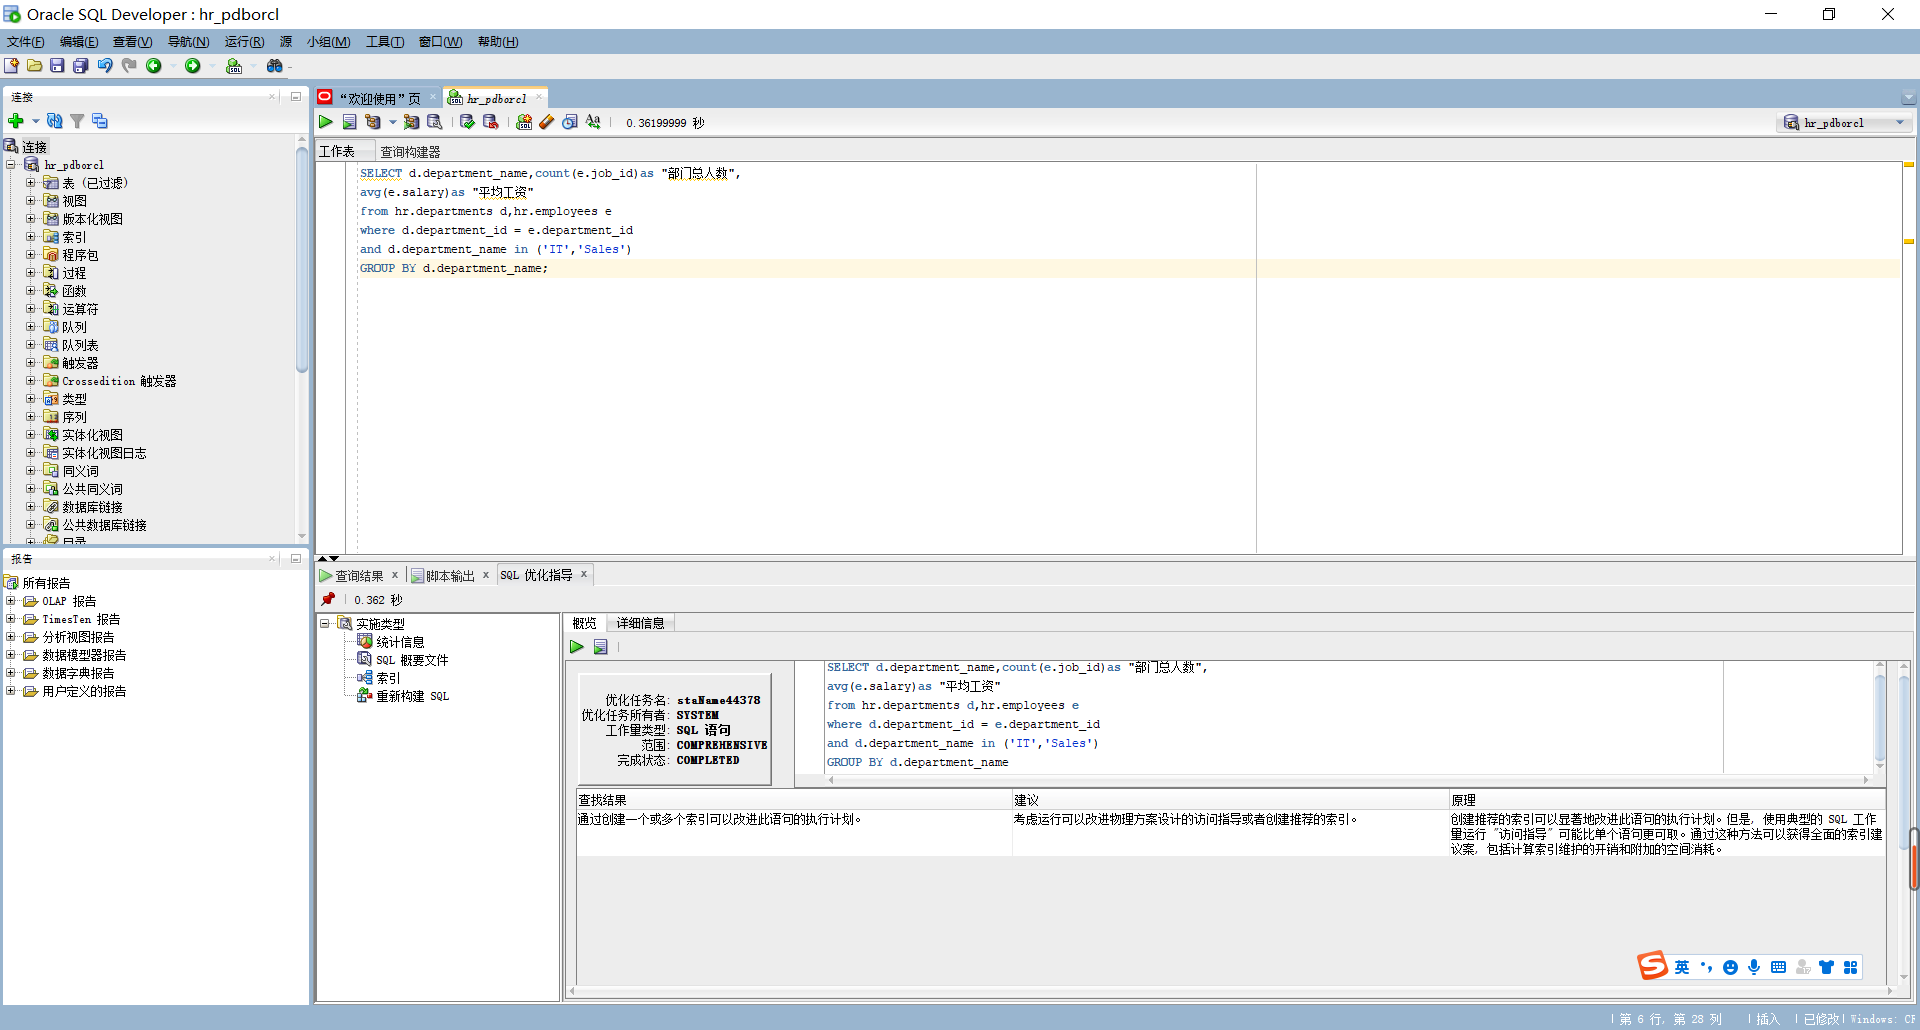 Oracle SQL Developer : hr_pdborcl
文件(F) 编辑(E) 查看(V) 导航(N) 运行(R) 源 小组(M) 工具(T) 窗口(W) 帮助(H)
连接
连接
hr_pdborcl
表 (已过滤)
视图
版本化视图
索引
程序包
过程
函数
运算符
队列
队列表
触发器
Crossedition 触发器
类型
序列
实体化视图
实体化视图日志
同义词
公共同义词
数据库链接
公共数据库链接
目录
报告
所有报告
OLAP 报告
TimesTen 报告
分析视图报告
数据模型器报告
数据字典报告
用户定义的报告
“欢迎使用”页 hr_pdborcl
0.36199999 秒
hr_pdborcl
工作表 查询构建器
SELECT d.department_name,count(e.job_id)as "部门总人数",
avg(e.salary)as "平均工资"
from hr.departments d,hr.employees e
where d.department_id = e.department_id
and d.department_name in ('IT','Sales')
GROUP BY d.department_name;
查询结果 脚本输出 SQL 优化指导
0.362 秒
实施类型
统计信息
SQL 概要文件
索引
重新构建 SQL
概览 详细信息
优化任务名: staName44378
优化任务所有者: SYSTEM
工作量类型: SQL 语句
范围: COMPREHENSIVE
完成状态: COMPLETED
SELECT d.department_name,count(e.job_id)as "部门总人数",
avg(e.salary)as "平均工资"
from hr.departments d,hr.employees e
where d.department_id = e.department_id
and d.department_name in ('IT','Sales')
GROUP BY d.department_name
查找结果 建议 原理
通过创建一个或多个索引可以改进此语句的执行计划。
考虑运行可以改进物理方案设计的访问指导或者创建推荐的索引。
创建推荐的索引可以显著地改进此语句的执行计划。但是, 使用典型的 SQL 工作
量运行 "访问指导" 可能比单个语句更可取。通过这种方法可以获得全面的索引建
议案, 包括计算索引维护的开销和附加的空间消耗。
英
第 6 行, 第 28 列 插入 已修改 Windows: CF